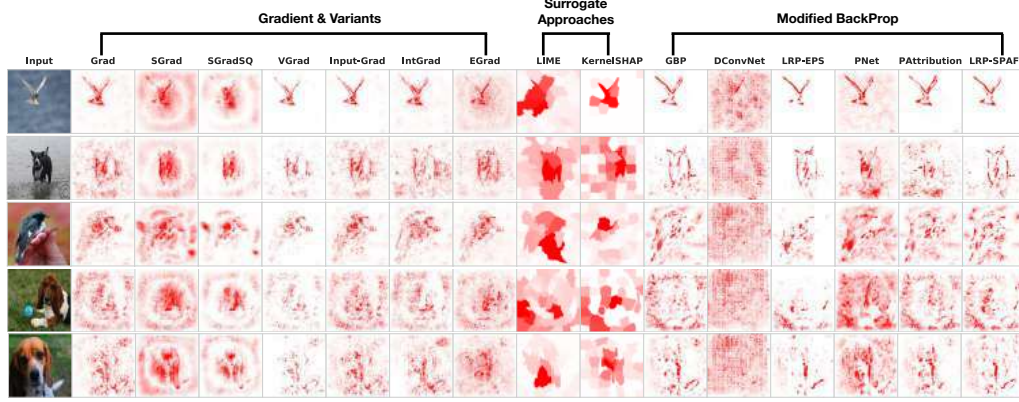 Gradient & Variants
Surrogate
Approaches
Modified BackProp
Input Grad SGrad SGradSQ VGrad Input-Grad IntGrad EGrad LIME KernelSHAP GBP DConvNet LRP-EPS PNet PAttribution LRP-SPAF